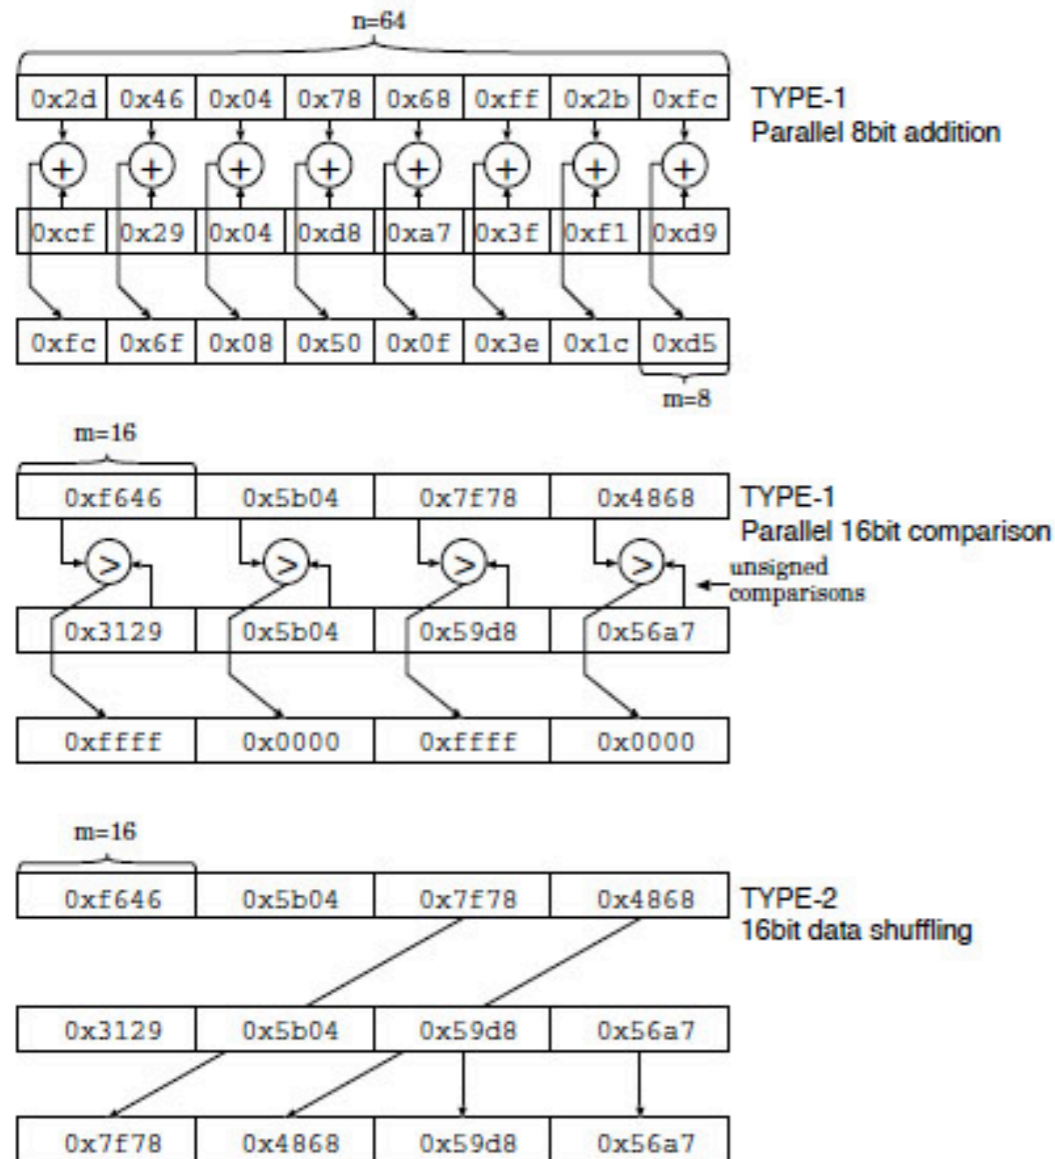 n=64
0x2d 0x46 0x04 0x78 0x68 0xff 0x2b 0xfc
TYPE-1
Parallel 8bit addition
+ + + + + + + +
0xcf 0x29 0x04 0xd8 0xa7 0x3f 0xf1 0xd9
0xfc 0x6f 0x08 0x50 0x0f 0x3e 0x1c 0xd5
m=8
m=16
0xf646 0x5b04 0x7f78 0x4868
TYPE-1
Parallel 16bit comparison
> > > >
unsigned
comparisons
0x3129 0x5b04 0x59d8 0x56a7
0xffff 0x0000 0xffff 0x0000
m=16
0xf646 0x5b04 0x7f78 0x4868
TYPE-2
16bit data shuffling
0x3129 0x5b04 0x59d8 0x56a7
0x7f78 0x4868 0x59d8 0x56a7